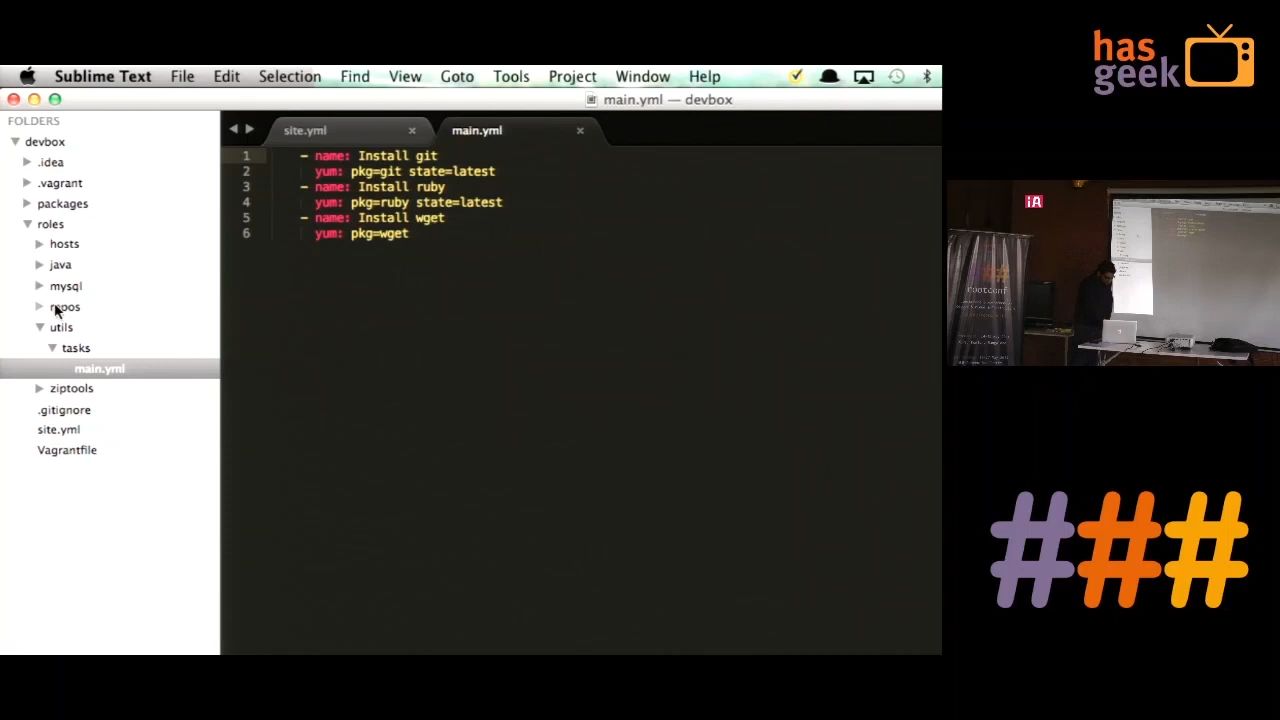 has
geek
Sublime Text File Edit Selection Find View Goto Tools Project Window Help
main.yml — devbox
FOLDERS
devbox
.idea
.vagrant
packages
roles
hosts
java
mysql
repos
utils
tasks
main.yml
ziptools
.gitignore
site.yml
Vagrantfile
site.yml main.yml
1 - name: Install git
2 yum: pkg=git state=latest
3 - name: Install ruby
4 yum: pkg=ruby state=latest
5 - name: Install wget
6 yum: pkg=wget
iA
rootconf
###